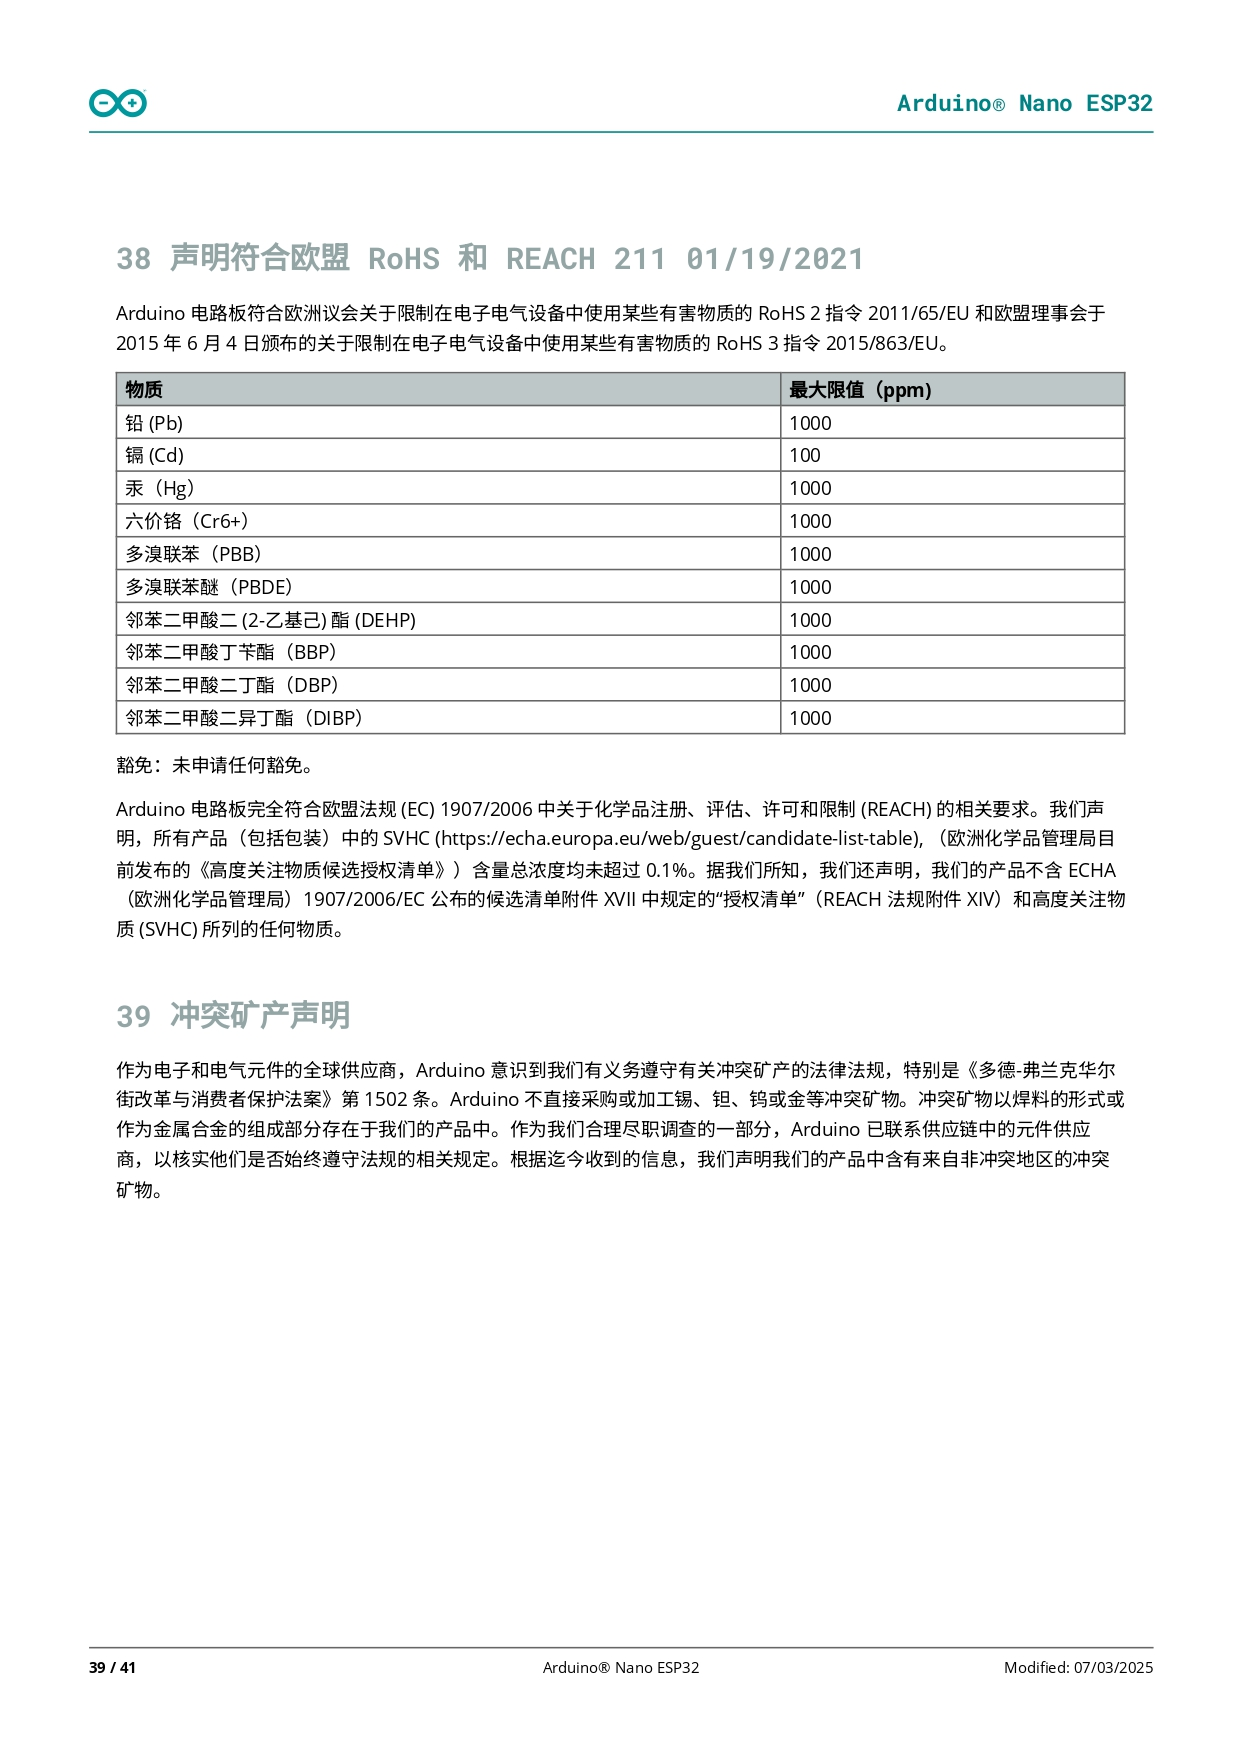 Arduino® Nano ESP32
38 声明符合欧盟 RoHS 和 REACH 211 01/19/2021
Arduino 电路板符合欧洲议会关于限制在电子电气设备中使用某些有害物质的 RoHS 2 指令 2011/65/EU 和欧盟理事会于
2015 年 6 月 4 日颁布的关于限制在电子电气设备中使用某些有害物质的 RoHS 3 指令 2015/863/EU。
物质 最大限值（ppm)
铅 (Pb) 1000
镉 (Cd) 100
汞（Hg） 1000
六价铬（Cr6+） 1000
多溴联苯（PBB） 1000
多溴联苯醚（PBDE） 1000
邻苯二甲酸二 (2-乙基己) 酯 (DEHP) 1000
邻苯二甲酸丁苄酯（BBP） 1000
邻苯二甲酸二丁酯（DBP） 1000
邻苯二甲酸二异丁酯（DIBP） 1000
豁免：未申请任何豁免。
Arduino 电路板完全符合欧盟法规 (EC) 1907/2006 中关于化学品注册、评估、许可和限制 (REACH) 的相关要求。我们声
明，所有产品（包括包装）中的 SVHC (https://echa.europa.eu/web/guest/candidate-list-table), （欧洲化学品管理局目
前发布的《高度关注物质候选授权清单》）含量总浓度均未超过 0.1%。据我们所知，我们还声明，我们的产品不含 ECHA
（欧洲化学品管理局）1907/2006/EC 公布的候选清单附件 XVII 中规定的“授权清单”（REACH 法规附件 XIV）和高度关注物
质 (SVHC) 所列的任何物质。
39 冲突矿产声明
作为电子和电气元件的全球供应商，Arduino 意识到我们有义务遵守有关冲突矿产的法律法规，特别是《多德-弗兰克华尔
街改革与消费者保护法案》第 1502 条。Arduino 不直接采购或加工锡、钽、钨或金等冲突矿物。冲突矿物以焊料的形式或
作为金属合金的组成部分存在于我们的产品中。作为我们合理尽职调查的一部分，Arduino 已联系供应链中的元件供应
商，以核实他们是否始终遵守法规的相关规定。根据迄今收到的信息，我们声明我们的产品中含有来自非冲突地区的冲突
矿物。
39 / 41 Arduino® Nano ESP32 Modified: 07/03/2025